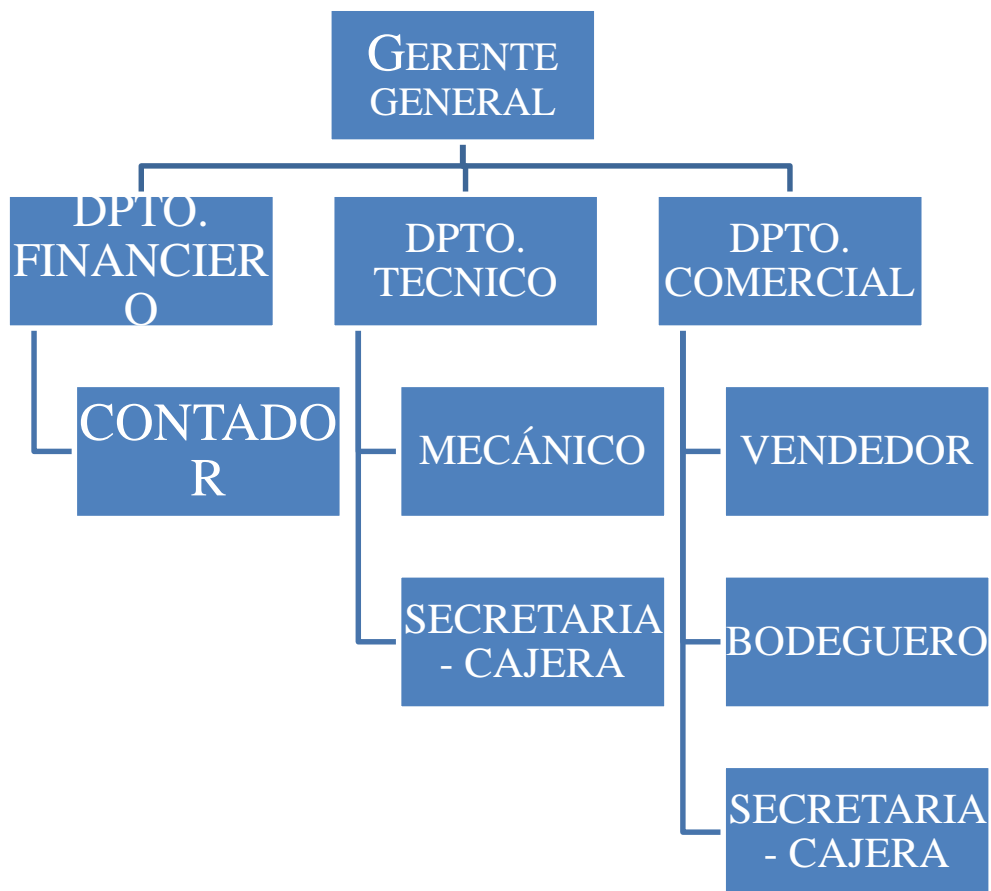 GERENTE
GENERAL
DPTO.
FINANCIER
O
DPTO.
TECNICO
DPTO.
COMERCIAL
CONTADO
R
MECÁNICO
VENDEDOR
SECRETARIA
- CAJERA
BODEGUERO
SECRETARIA
- CAJERA